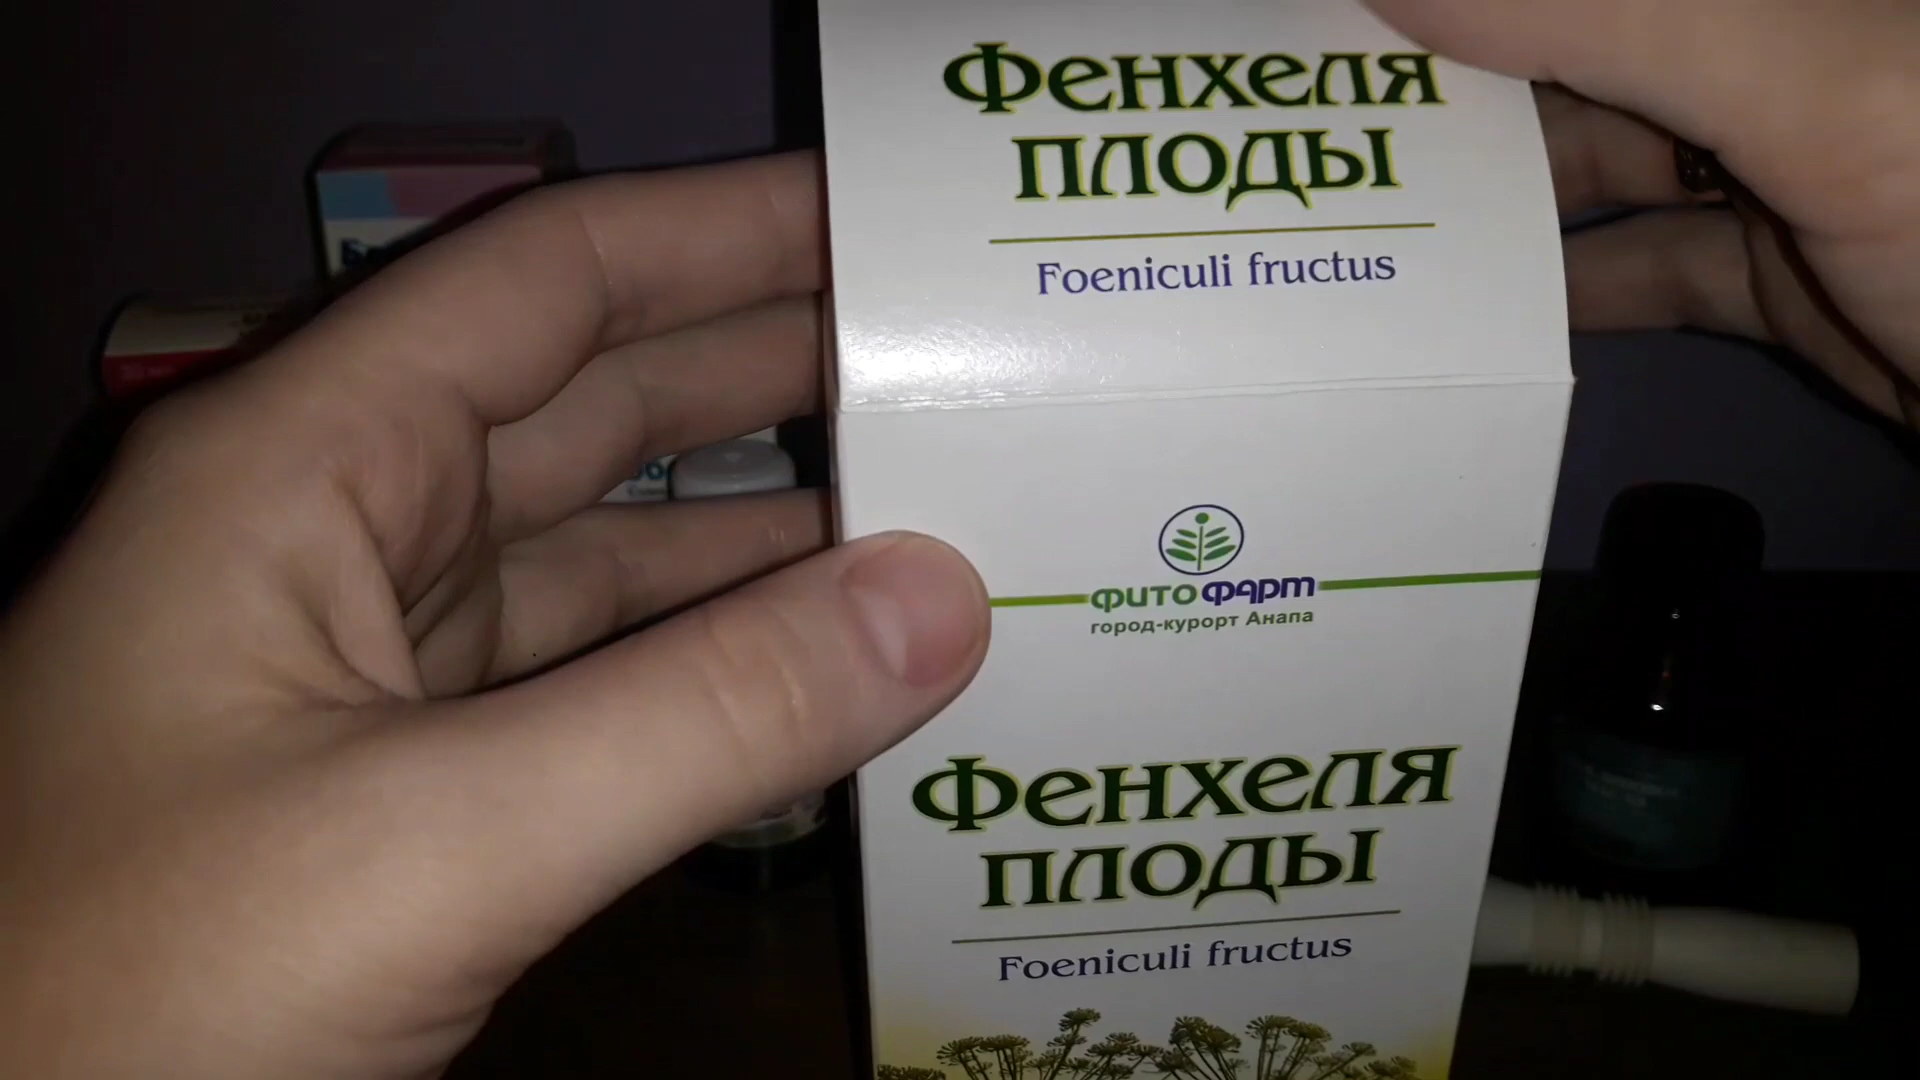 Фенхеля
плоды
Foeniculi fructus
фитофарм
город-курорт Анапа
Фенхеля
плоды
Foeniculi fructus